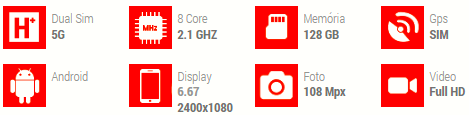 H+
Dual Sim
5G
MHz
8 Core
2.1 GHZ
Memória
128 GB
Gps
SIM
Android
Display
6.67
2400x1080
Foto
108 Mpx
Video
Full HD